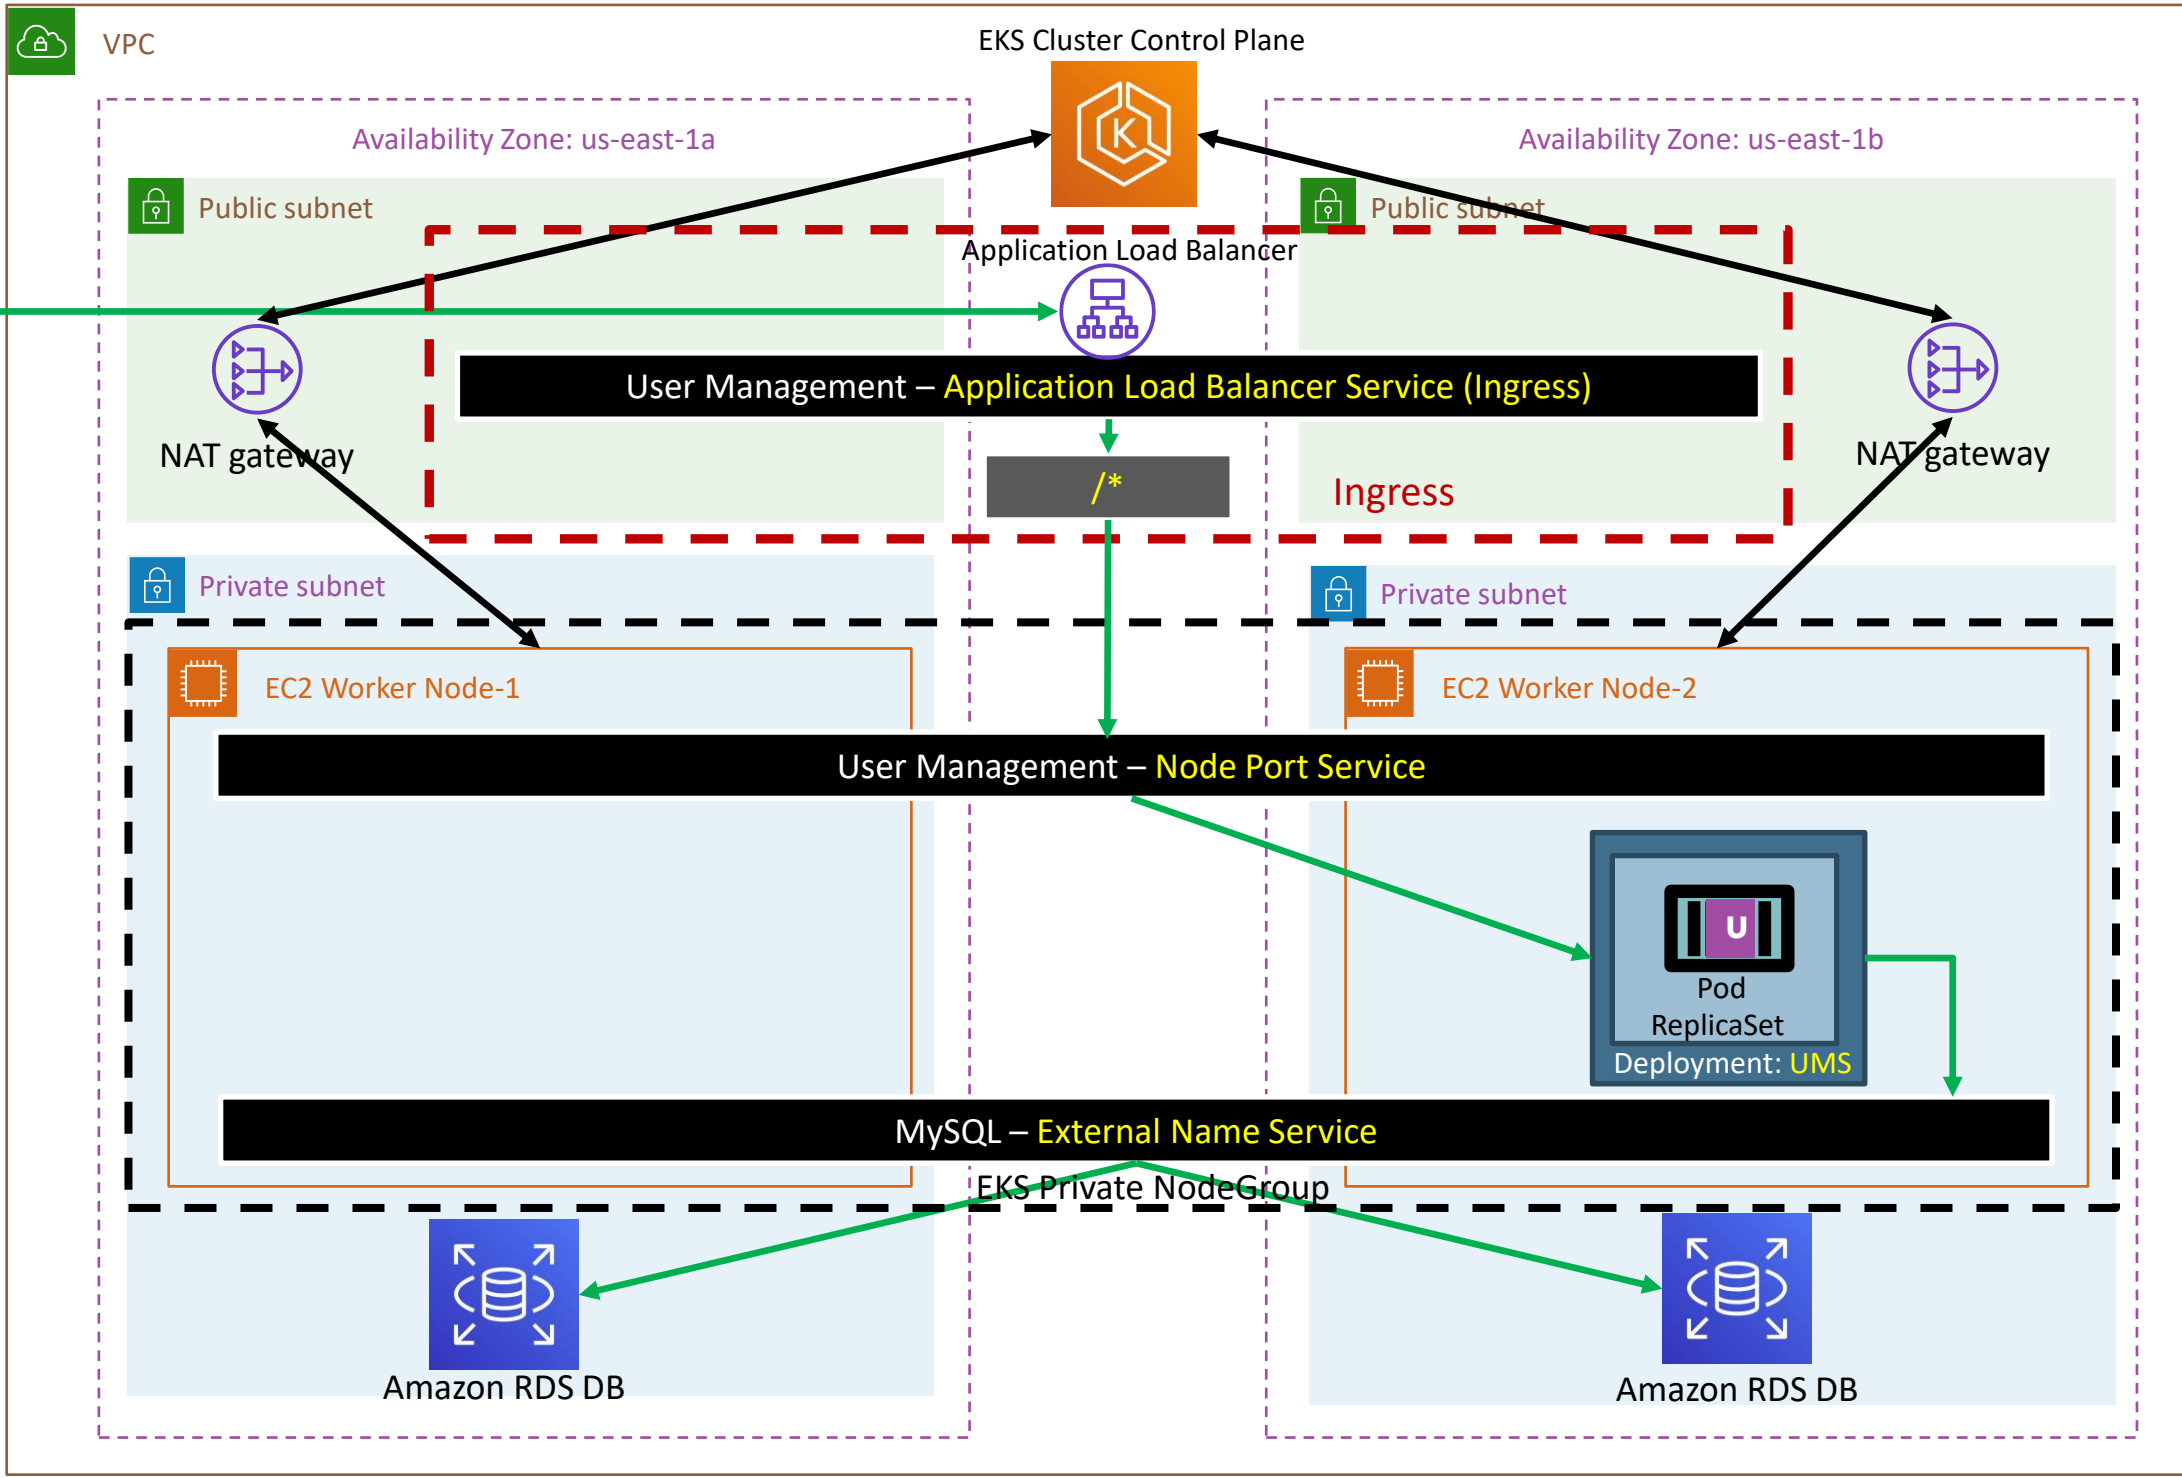 VPC
EKS Cluster Control Plane
Availability Zone: us-east-1a
Availability Zone: us-east-1b
Public subnet
Public subnet
Application Load Balancer
User Management – Application Load Balancer Service (Ingress)
NAT gateway
NAT gateway
/*
Ingress
Private subnet
Private subnet
EC2 Worker Node-1
EC2 Worker Node-2
User Management – Node Port Service
U
Pod
ReplicaSet
Deployment: UMS
MySQL – External Name Service
EKS Private NodeGroup
Amazon RDS DB
Amazon RDS DB
K